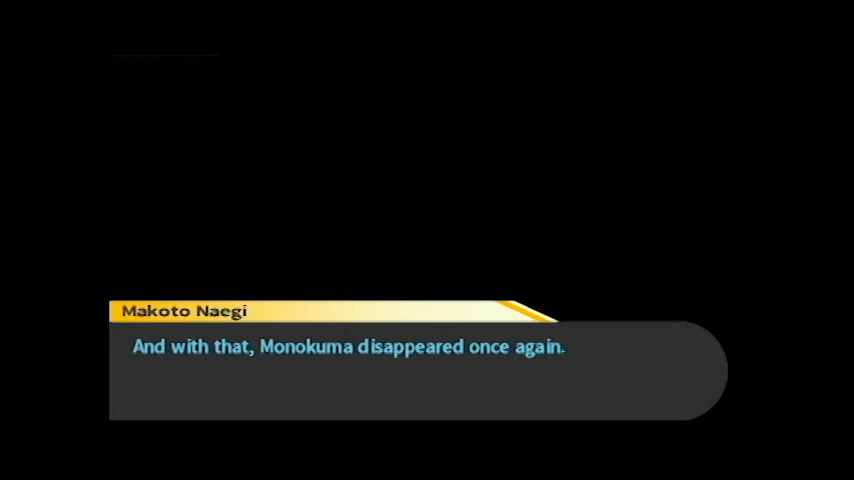 Makoto Naegi
And with that, Monokuma disappeared once again.